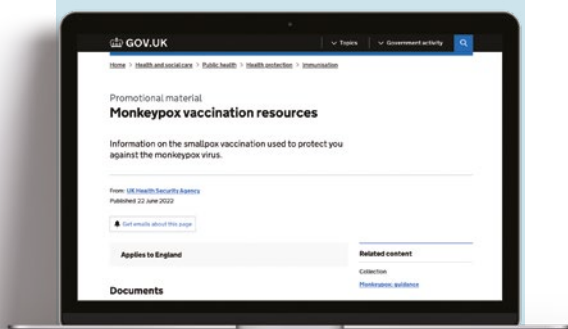 GOV.UK
Topics
Government activity
Home > Health and social care > Public health > Health protection > Immunisation
Promotional material
Monkeypox vaccination resources
Information on the smallpox vaccination used to protect you
against the monkeypox virus.
From: UK Health Security Agency
Published 22 June 2022
Get emails about this page
Applies to England
Related content
Collection
Monkeypox: guidance
Documents